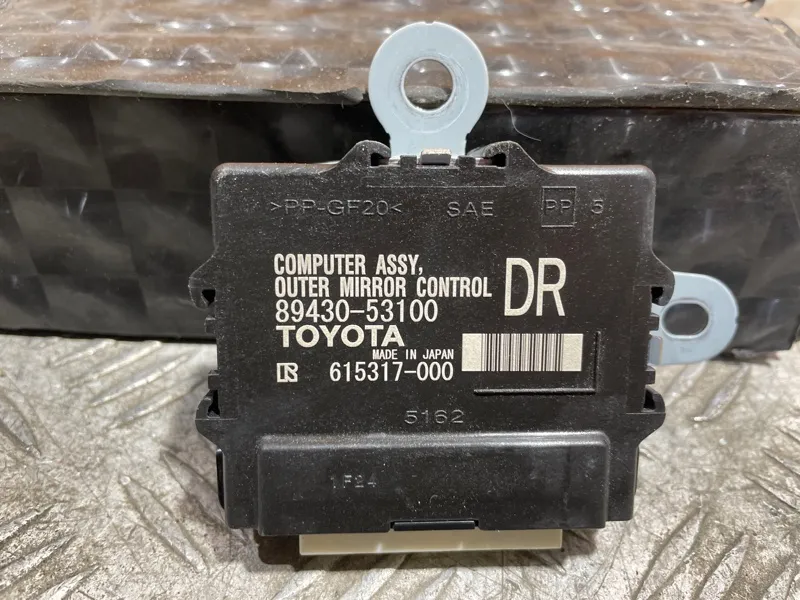 >PP-GF20< SAE PP 5
COMPUTER ASSY,
OUTER MIRROR CONTROL
DR
89430-53100
TOYOTA
MADE IN JAPAN
615317-000
5162
1F24